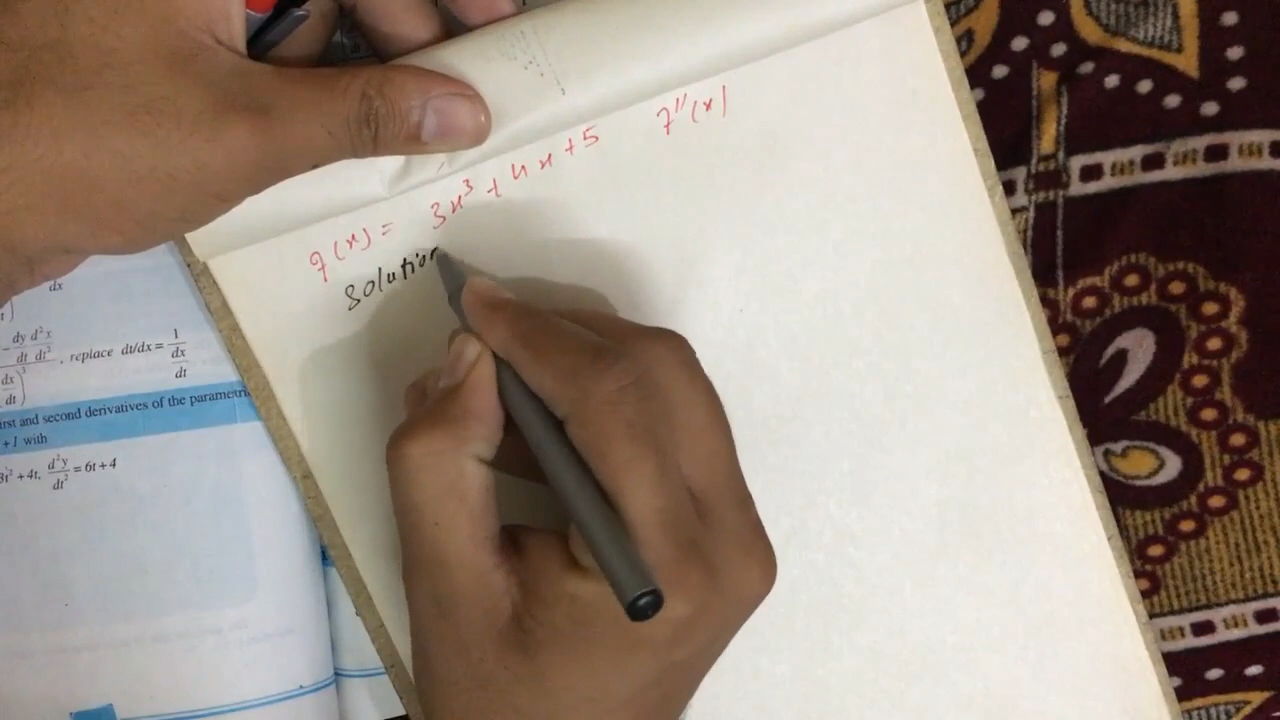 f(x) = 3x³ + 4x + 5 f''(x)
Solution
dx
dy d²x
dt dt²
, replace dt/dx = 1
dx
dt
dx
dt
3
irst and second derivatives of the parametri
+1 with
3t² + 4t, d²y
dt² = 6t + 4